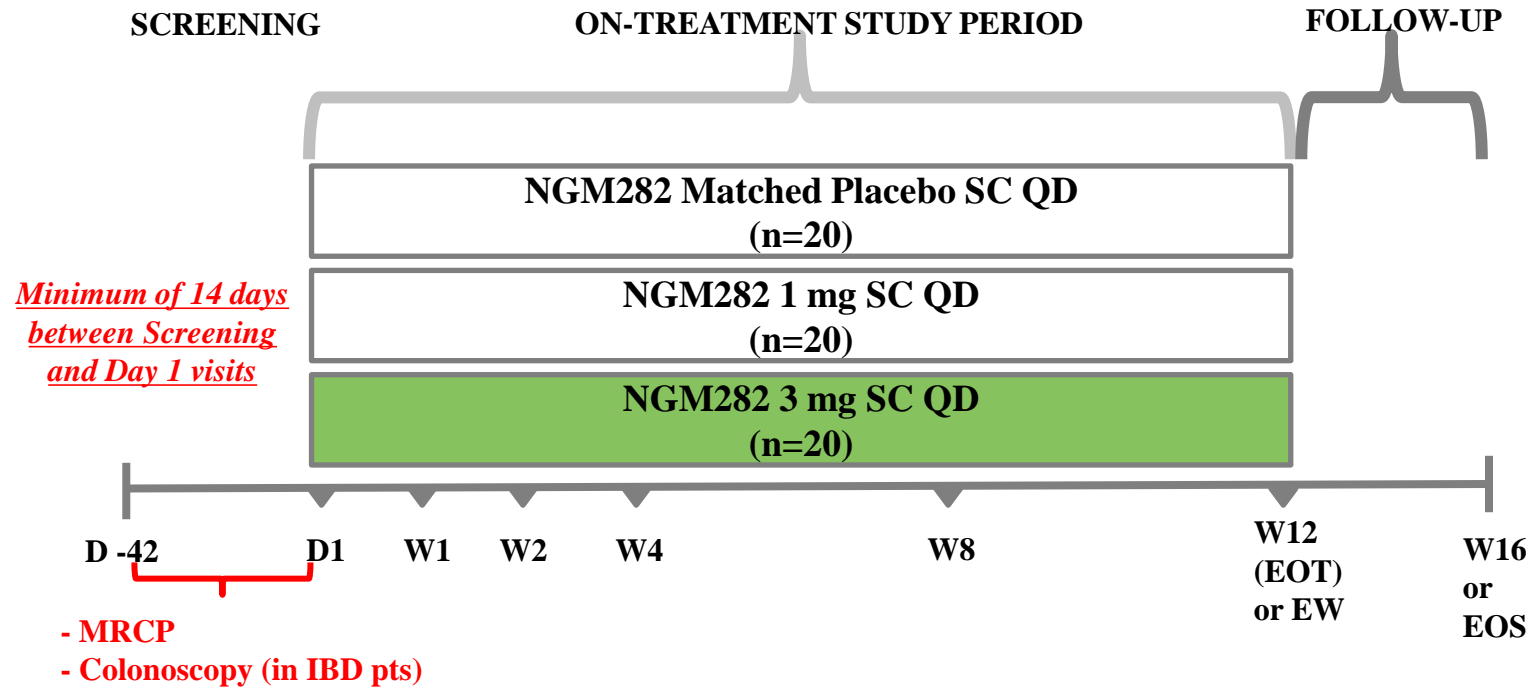 SCREENING
ON-TREATMENT STUDY PERIOD
FOLLOW-UP
NGM282 Matched Placebo SC QD
(n=20)
Minimum of 14 days
between Screening
and Day 1 visits
NGM282 1 mg SC QD
(n=20)
NGM282 3 mg SC QD
(n=20)
D -42
D1
W1
W2
W4
W8
W12
(EOT)
or EW
W16
or
EOS
- MRCP
- Colonoscopy (in IBD pts)